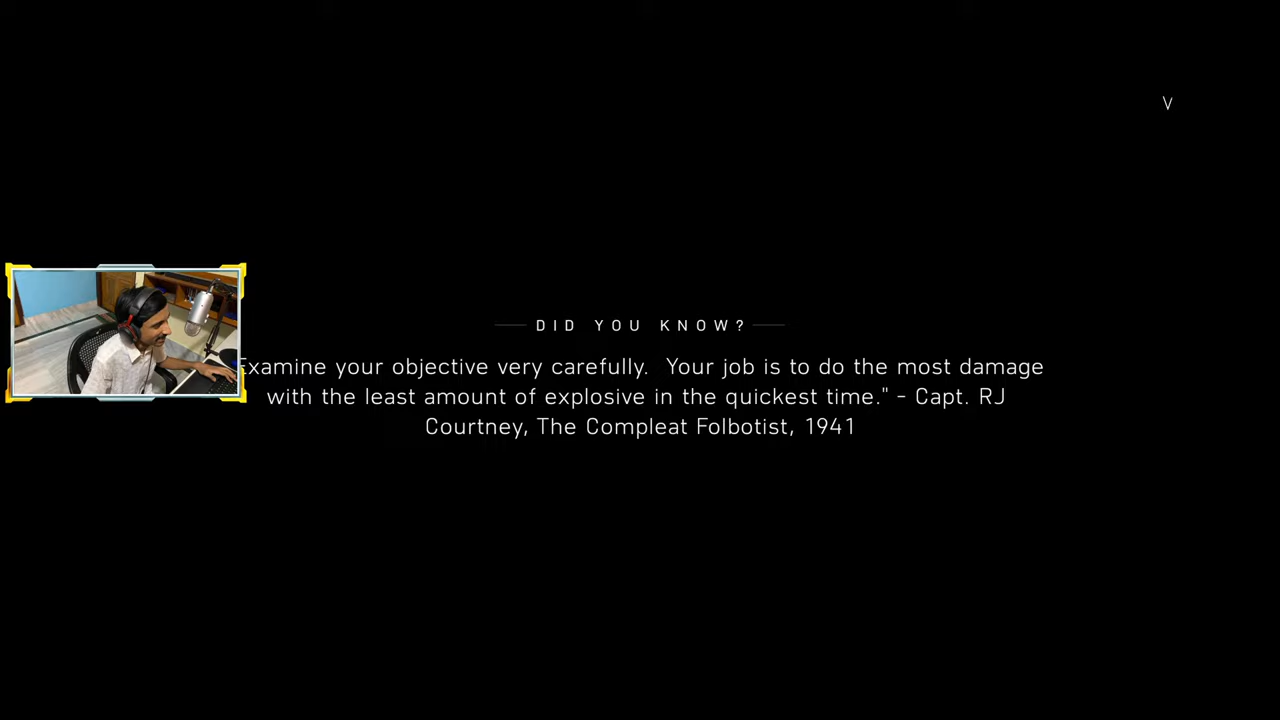 V
DID YOU KNOW?
Examine your objective very carefully.  Your job is to do the most damage
with the least amount of explosive in the quickest time." - Capt. RJ
Courtney, The Compleat Folbotist, 1941